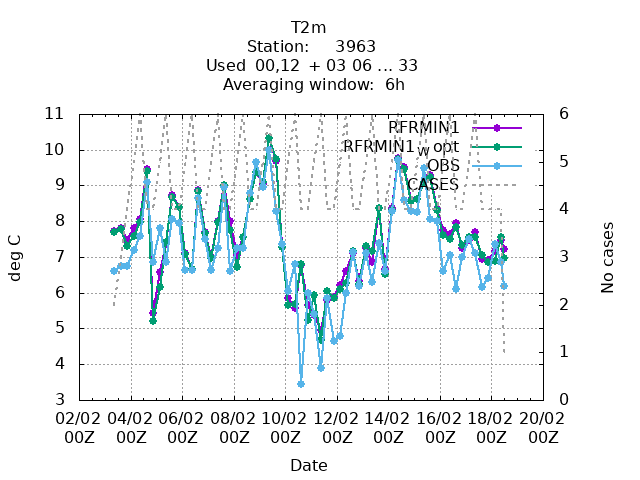 T2m
Station: 3963
Used 00,12 + 03 06 ... 33
Averaging window: 6h
11
10
9
8
7
6
5
4
3
deg C
6
5
4
3
2
1
0
No cases
RFRMIN1
RFRMIN1_W opt
OBS
CASES
02/02 04/02 06/02 08/02 10/02 12/02 14/02 16/02 18/02 20/02
00Z 00Z 00Z 00Z 00Z 00Z 00Z 00Z 00Z 00Z
Date